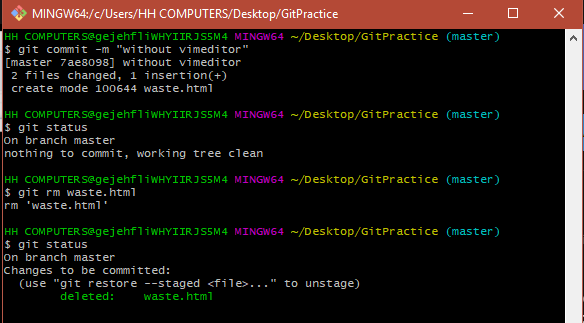 MINGW64:/c/Users/HH COMPUTERS/Desktop/GitPractice
HH COMPUTERS@gejehfliWHYIIRJS5M4 MINGW64 ~/Desktop/GitPractice (master)
$ git commit -m "without vimeditor"
[master 7ae8098] without vimeditor
 2 files changed, 1 insertion(+)
 create mode 100644 waste.html

HH COMPUTERS@gejehfliWHYIIRJS5M4 MINGW64 ~/Desktop/GitPractice (master)
$ git status
On branch master
nothing to commit, working tree clean

HH COMPUTERS@gejehfliWHYIIRJS5M4 MINGW64 ~/Desktop/GitPractice (master)
$ git rm waste.html
rm 'waste.html'

HH COMPUTERS@gejehfliWHYIIRJS5M4 MINGW64 ~/Desktop/GitPractice (master)
$ git status
On branch master
Changes to be committed:
  (use "git restore --staged <file>..." to unstage)
        deleted:    waste.html